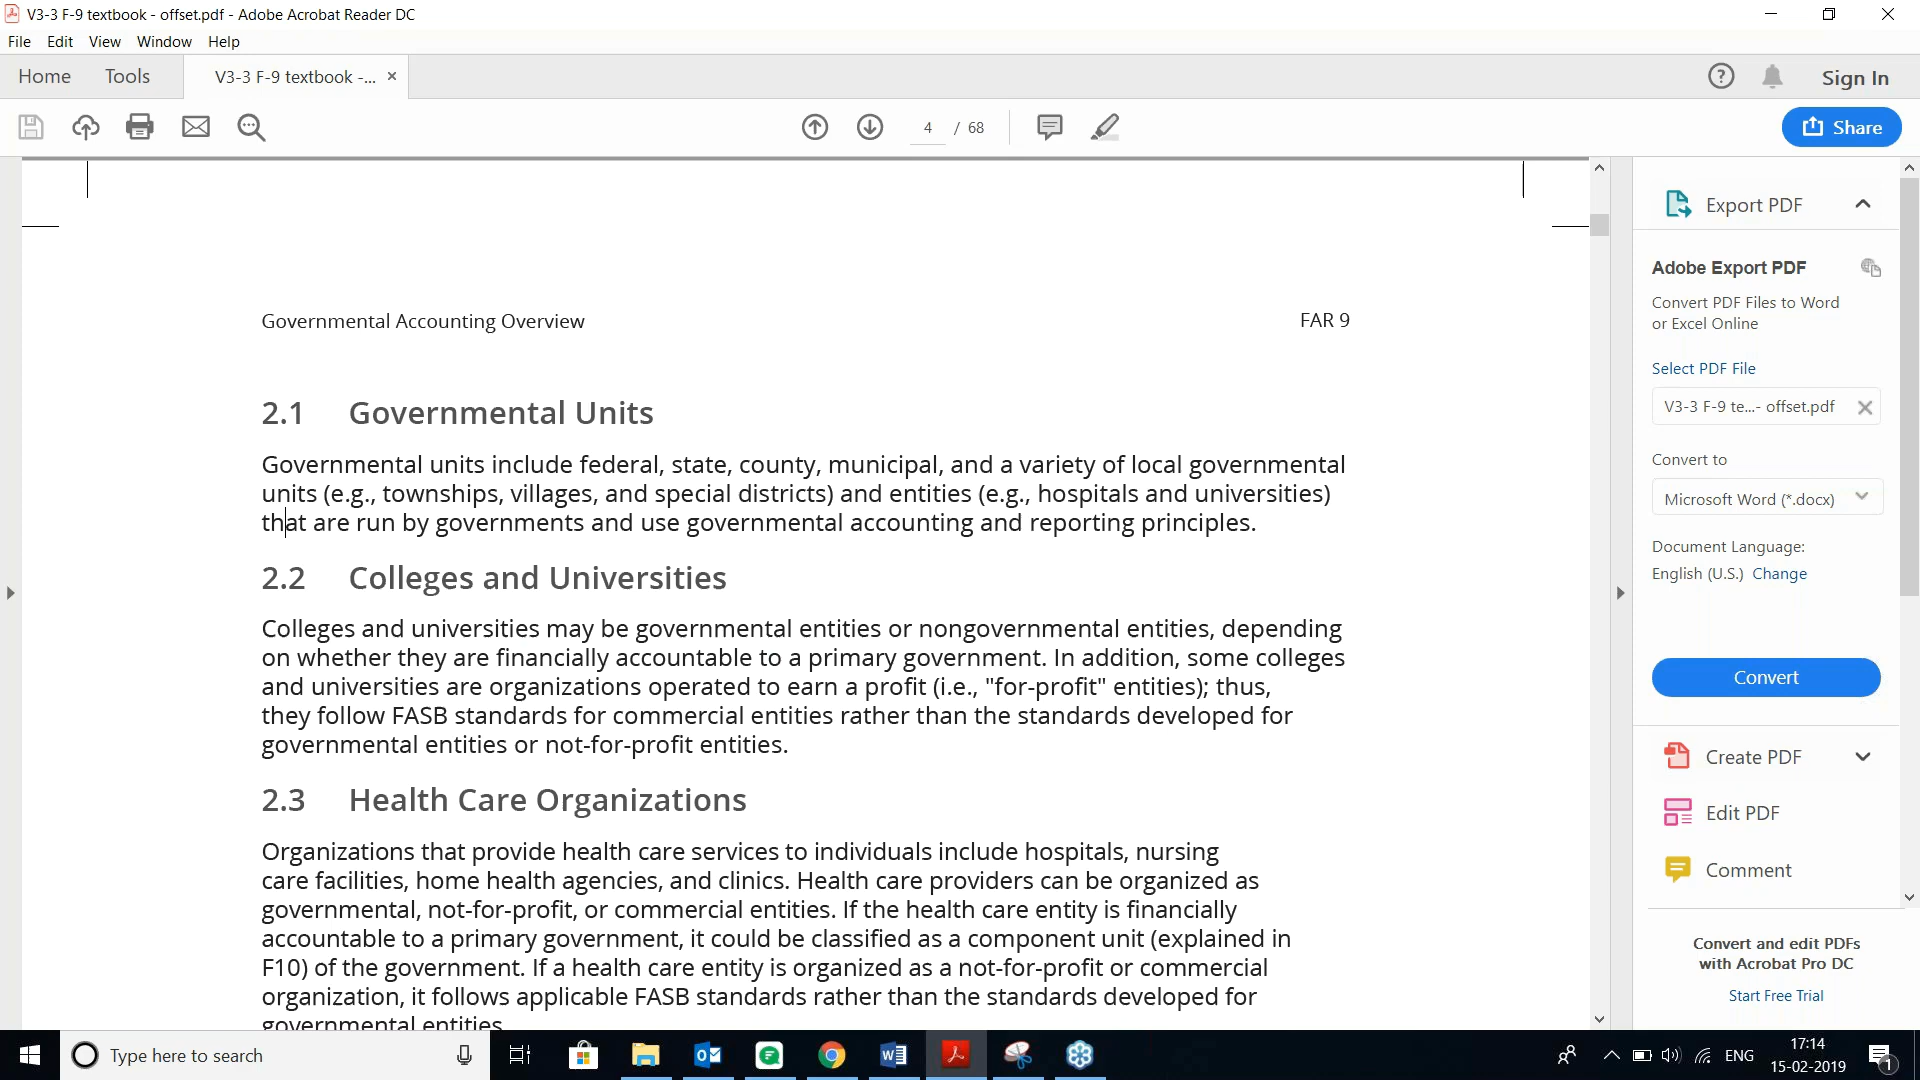 V3-3 F-9 textbook - offset.pdf - Adobe Acrobat Reader DC
File Edit View Window Help
Home Tools V3-3 F-9 textbook -... × Sign In
4 / 68 Share
Governmental Accounting Overview FAR 9
2.1 Governmental Units
Governmental units include federal, state, county, municipal, and a variety of local governmental
units (e.g., townships, villages, and special districts) and entities (e.g., hospitals and universities)
that are run by governments and use governmental accounting and reporting principles.
2.2 Colleges and Universities
Colleges and universities may be governmental entities or nongovernmental entities, depending
on whether they are financially accountable to a primary government. In addition, some colleges
and universities are organizations operated to earn a profit (i.e., "for-profit" entities); thus,
they follow FASB standards for commercial entities rather than the standards developed for
governmental entities or not-for-profit entities.
2.3 Health Care Organizations
Organizations that provide health care services to individuals include hospitals, nursing
care facilities, home health agencies, and clinics. Health care providers can be organized as
governmental, not-for-profit, or commercial entities. If the health care entity is financially
accountable to a primary government, it could be classified as a component unit (explained in
F10) of the government. If a health care entity is organized as a not-for-profit or commercial
organization, it follows applicable FASB standards rather than the standards developed for
governmental entities
Export PDF
Adobe Export PDF
Convert PDF Files to Word
or Excel Online
Select PDF File
V3-3 F-9 te...- offset.pdf
Convert to
Microsoft Word (*.docx)
Document Language:
English (U.S.) Change
Convert
Create PDF
Edit PDF
Comment
Convert and edit PDFs
with Acrobat Pro DC
Start Free Trial
Type here to search
ENG
17:14
15-02-2019
1